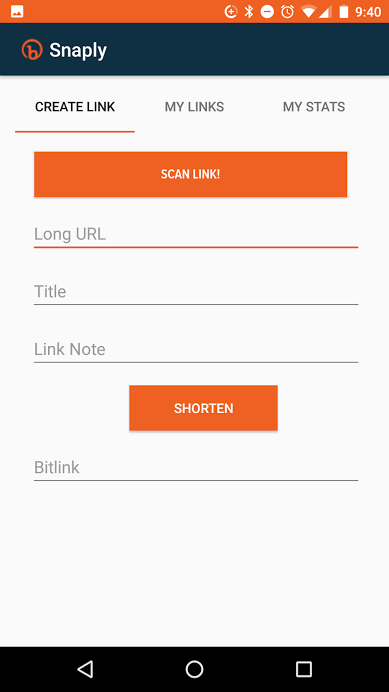 9:40
Snaply
CREATE LINK MY LINKS MY STATS
SCAN LINK!
Long URL
Title
Link Note
SHORTEN
Bitlink